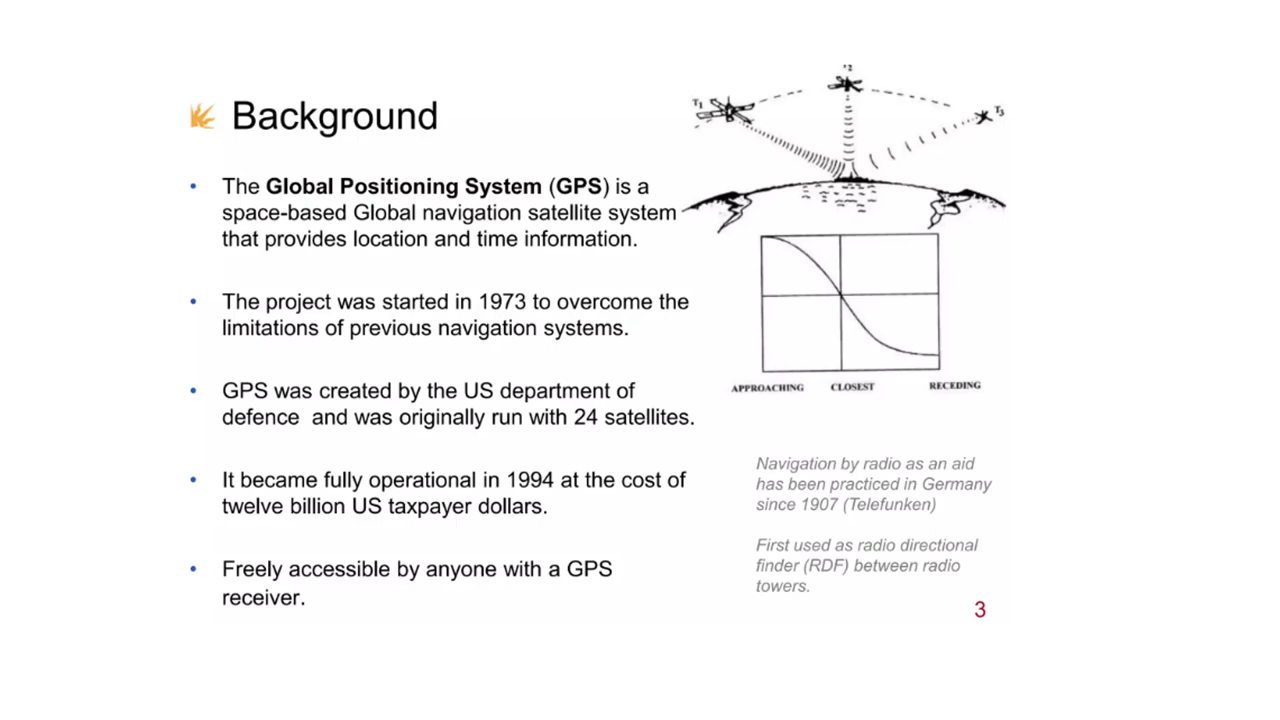 Background
• The Global Positioning System (GPS) is a
space-based Global navigation satellite system
that provides location and time information.
• The project was started in 1973 to overcome the
limitations of previous navigation systems.
• GPS was created by the US department of
defence and was originally run with 24 satellites.
• It became fully operational in 1994 at the cost of
twelve billion US taxpayer dollars.
• Freely accessible by anyone with a GPS
receiver.
T1
T3
APPROACHING CLOSEST RECEDING
Navigation by radio as an aid
has been practiced in Germany
since 1907 (Telefunken)
First used as radio directional
finder (RDF) between radio
towers.
3